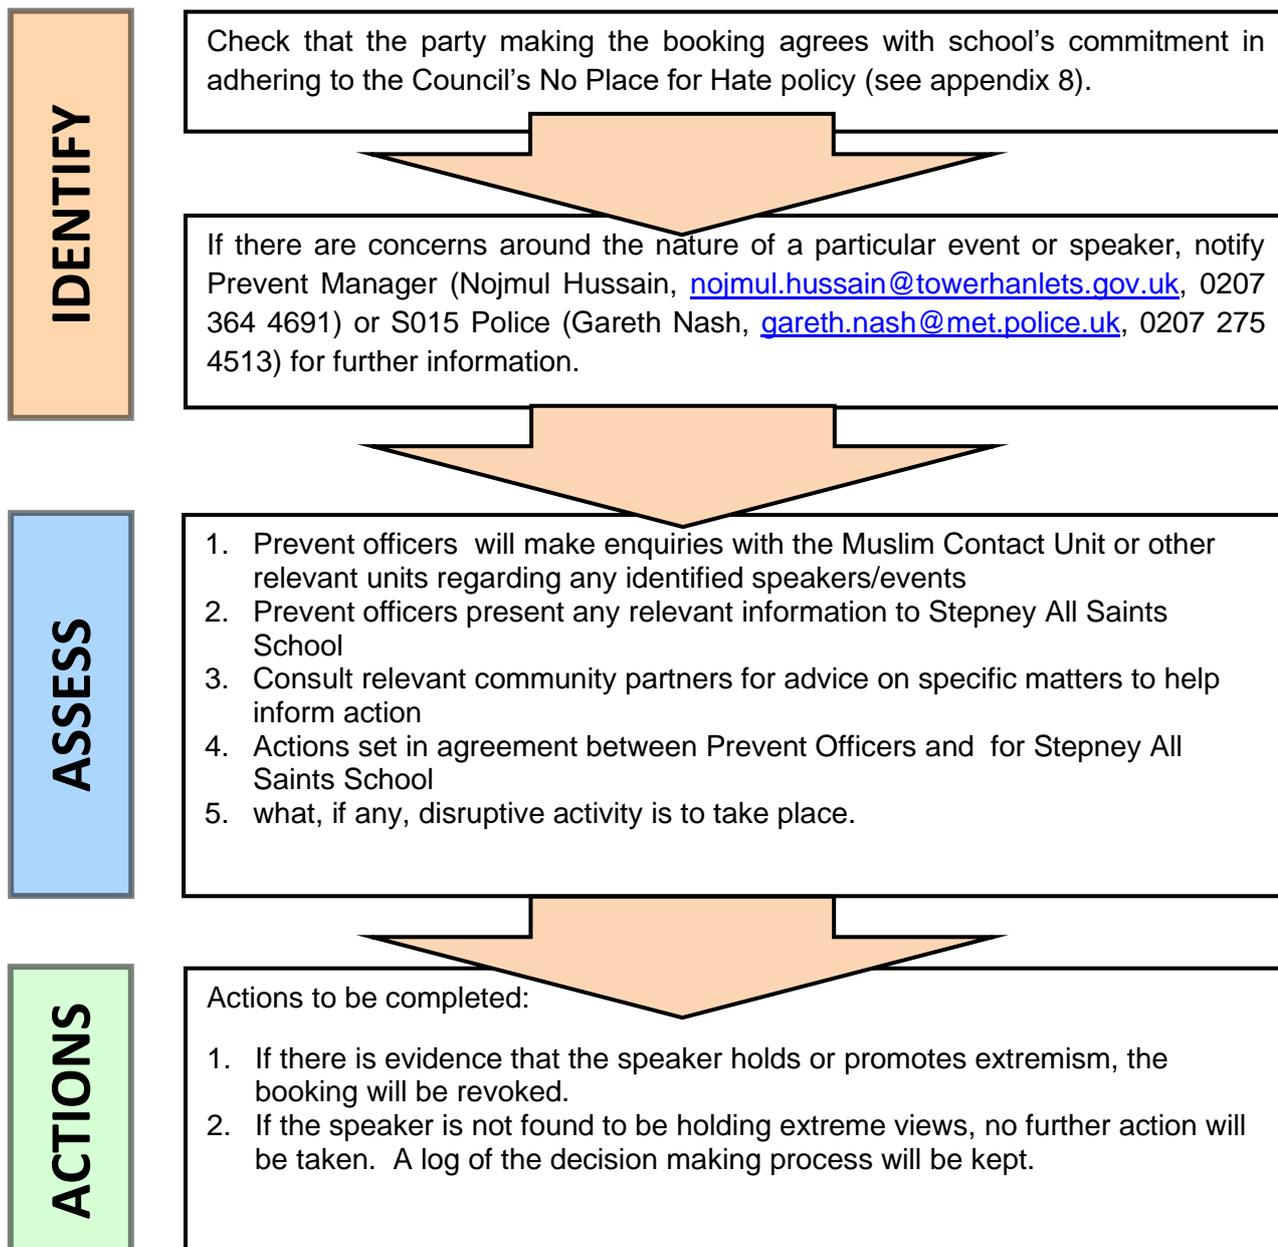 IDENTIFY
Check that the party making the booking agrees with school's commitment in
adhering to the Council's No Place for Hate policy (see appendix 8).
If there are concerns around the nature of a particular event or speaker, notify
Prevent Manager (Nojmul Hussain, nojmul.hussain@towerhanlets.gov.uk, 0207
364 4691) or S015 Police (Gareth Nash, gareth.nash@met.police.uk, 0207 275
4513) for further information.
ASSESS
1. Prevent officers will make enquiries with the Muslim Contact Unit or other
relevant units regarding any identified speakers/events
2. Prevent officers present any relevant information to Stepney All Saints
School
3. Consult relevant community partners for advice on specific matters to help
inform action
4. Actions set in agreement between Prevent Officers and for Stepney All
Saints School
5. what, if any, disruptive activity is to take place.
ACTIONS
Actions to be completed:
1. If there is evidence that the speaker holds or promotes extremism, the
booking will be revoked.
2. If the speaker is not found to be holding extreme views, no further action will
be taken. A log of the decision making process will be kept.